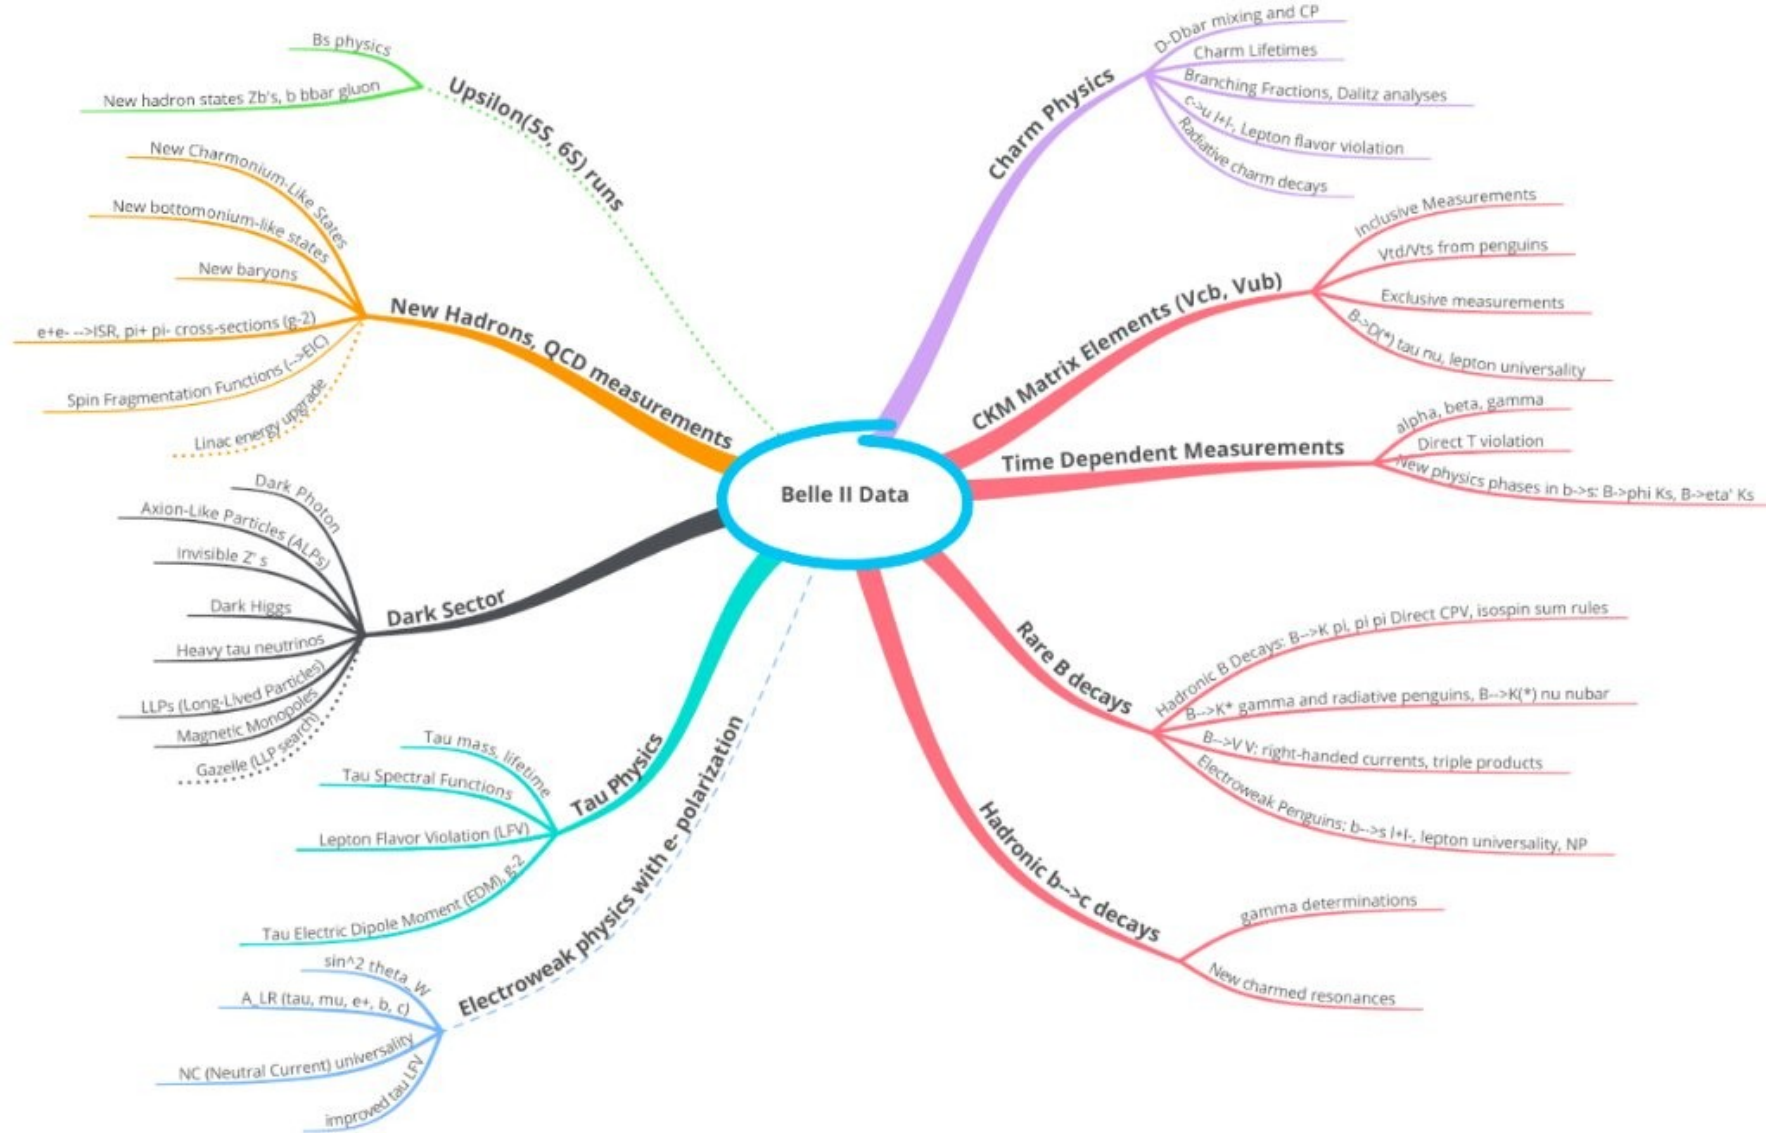 Belle II Data
Upsilon(5S, 6S) runs
Bs physics
New hadron states Zb's, b bbar gluon
New Hadrons, QCD measurements
New Charmonium-Like States
New bottomonium-like states
New baryons
e+e- -->ISR, pi+ pi- cross-sections (g-2)
Spin Fragmentation Functions (-->EIC)
Linac energy upgrade
Dark Sector
Dark Photon
Axion-Like Particles (ALPs)
Invisible Z' s
Dark Higgs
Heavy tau neutrinos
LLPs (Long-Lived Particles)
Magnetic Monopoles
Gazelle (LLP search)
Tau Physics
Tau mass, lifetime
Tau Spectral Functions
Lepton Flavor Violation (LFV)
Tau Electric Dipole Moment (EDM), g-2
Electroweak physics with e- polarization
sin^2 theta_W
A_LR (tau, mu, e+, b, c)
NC (Neutral Current) universality
improved tau LFV
Charm Physics
D-Dbar mixing and CP
Charm Lifetimes
Branching Fractions, Dalitz analyses
c->u l+l-, Lepton flavor violation
Radiative charm decays
CKM Matrix Elements (Vcb, Vub)
Inclusive Measurements
Vtd/Vts from penguins
Exclusive measurements
B->D(*) tau nu, lepton universality
Time Dependent Measurements
alpha, beta, gamma
Direct T violation
New physics phases in b->s: B->phi Ks, B->eta' Ks
Rare B decays
Hadronic B Decays: B-->K pi, pi pi Direct CPV, isospin sum rules
B-->K* gamma and radiative penguins, B-->K(*) nu nubar
B-->V V: right-handed currents, triple products
Electroweak Penguins: b-->s l+l-, lepton universality, NP
Hadronic b-->c decays
gamma determinations
New charmed resonances